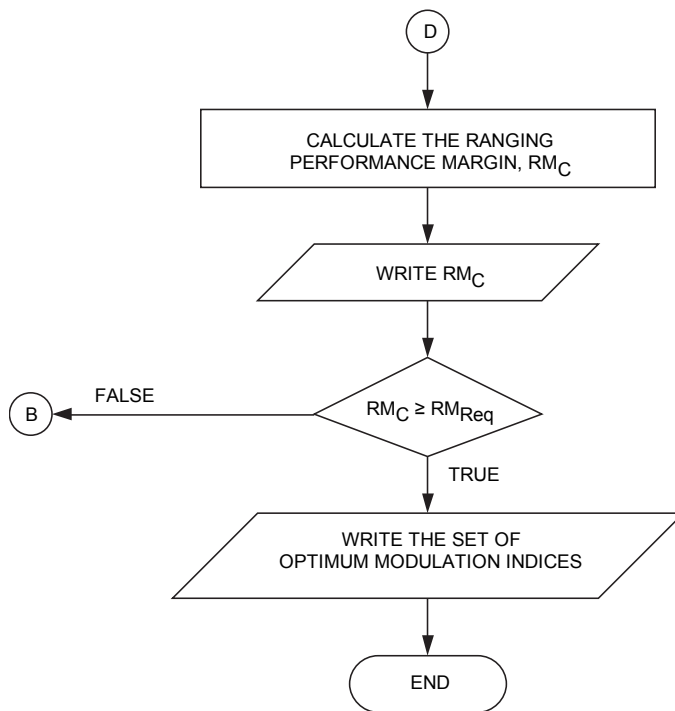 D
CALCULATE THE RANGING
PERFORMANCE MARGIN, RMC
WRITE RMC
FALSE
B
RMC ≥ RMReq
TRUE
WRITE THE SET OF
OPTIMUM MODULATION INDICES
END